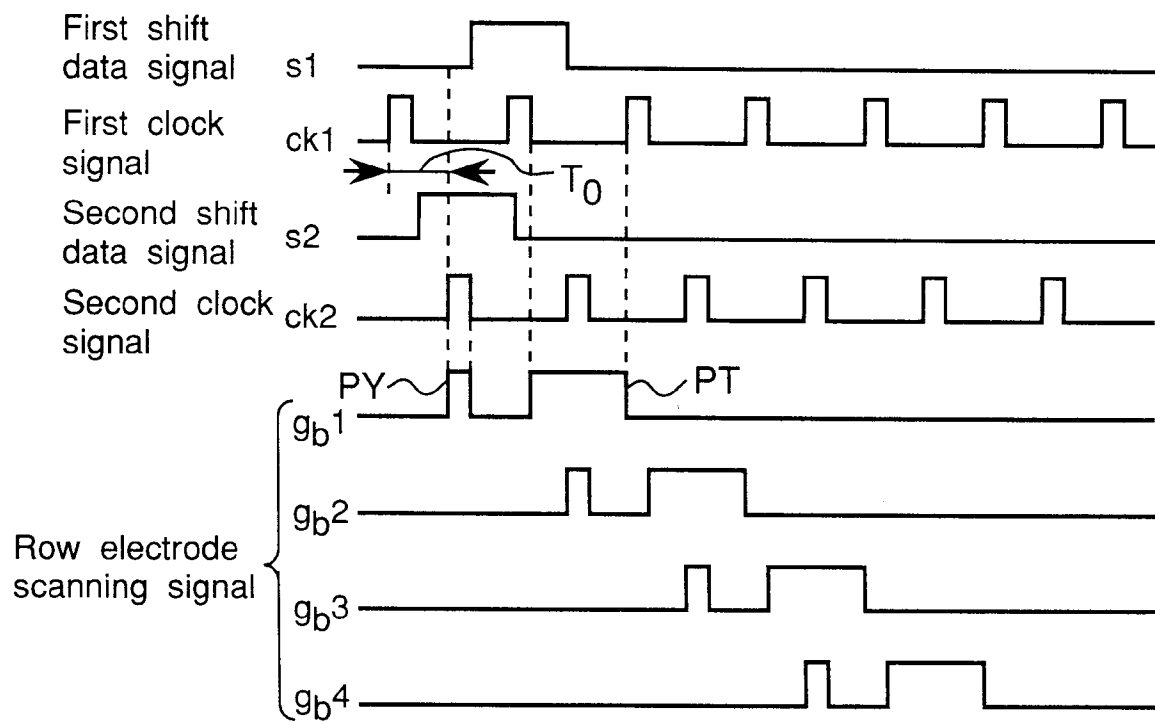 First shift
data signal s1
First clock
signal ck1
T0
Second shift
data signal s2
Second clock
signal ck2
PY PT
gb1
gb2
Row electrode
scanning signal
gb3
gb4